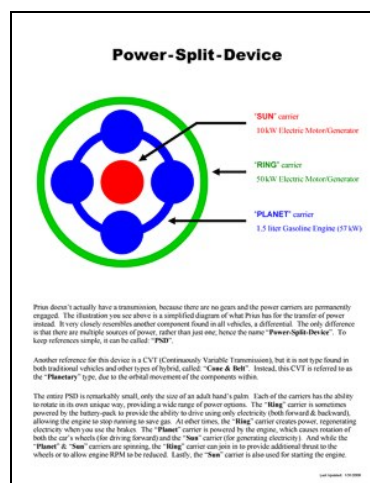 Power-Split-Device
"SUN" carrier
10 kW Electric Motor/Generator
"RING" carrier
50 kW Electric Motor/Generator
"PLANET" carrier
1.5 liter Gasoline Engine (57 kW)
Prius doesn't actually have a transmission, because there are no gears and the power carriers are permanently
engaged. The illustration you see above is a simplified diagram of what Prius has for the transfer of power
instead. It very closely resembles another component found in all vehicles, a differential. The only difference
is that there are multiple sources of power, rather than just one; hence the name "Power-Split-Device". To
keep references simple, it can be called: "PSD".
Another reference for this device is a CVT (Continuously Variable Transmission), but it is not type found in
both traditional vehicles and other types of hybrid, called: "Cone & Belt". Instead, this CVT is referred to as
the "Planetary" type, due to the orbital movement of the components within.
The entire PSD is remarkably small, only the size of an adult hand's palm. Each of the carriers has the ability
to rotate in its own unique way, providing a wide range of power options. The "Ring" carrier is sometimes
powered by the battery-pack to provide the ability to drive using only electricity (both forward & backward),
allowing the engine to stop running to save gas. At other times, the "Ring" carrier creates power, regenerating
electricity when you use the brakes. The "Planet" carrier is powered by the engine, which causes rotation of
both the car's wheels (for driving forward) and the "Sun" carrier (for generating electricity). And while the
"Planet" & "Sun" carriers are spinning, the "Ring" carrier can join in to provide additional thrust to the
wheels or to allow engine RPM to be reduced. Lastly, the "Sun" carrier is also used for starting the engine.
Last Updated: